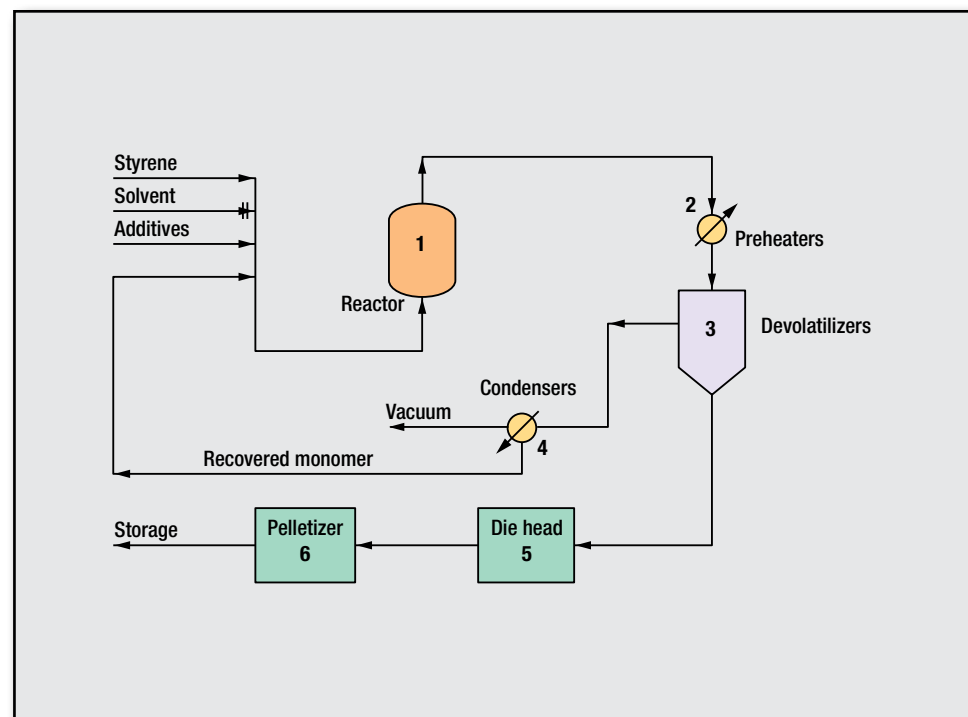 Styrene
Solvent
Additives
1
Reactor
2
Preheaters
3
Devolatilizers
Condensers
Vacuum
4
Recovered monomer
Storage
Pelletizer
6
Die head
5